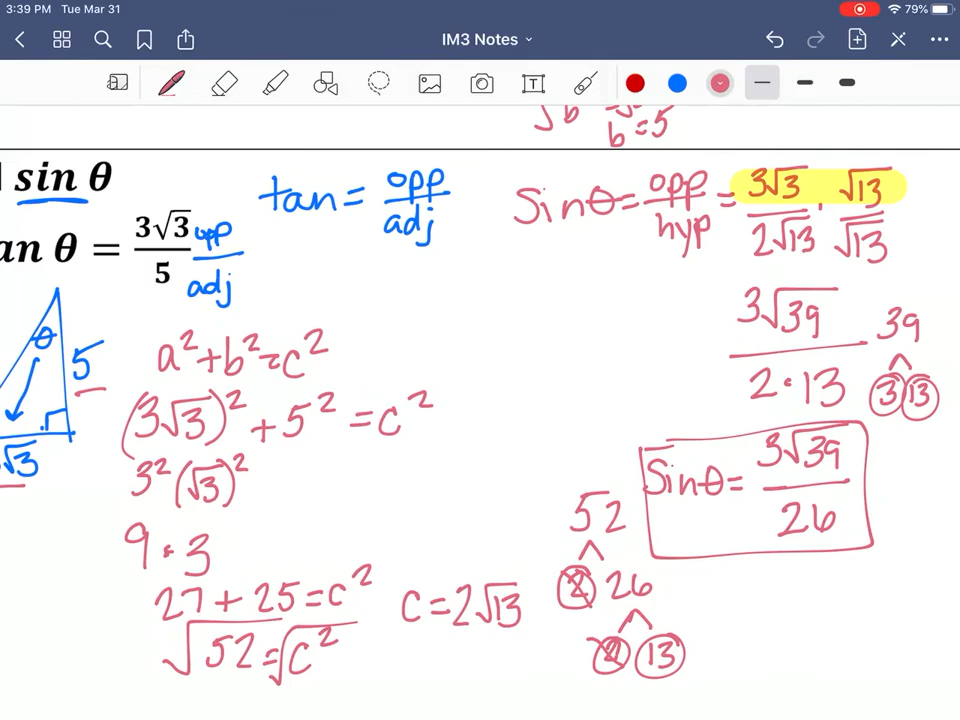 3:39 PM Tue Mar 31
79%
IM3 Notes
T
b = 5
sin θ
an θ = 3√3/5 opp/adj
tan = opp/adj
Sinθ = opp/hyp = 3√3/2√13 · √13/√13
3√39/2·13
39
3 13
θ
5
√3
a² + b² = c²
(3√3)² + 5² = c²
3² (√3)²
9 · 3
27 + 25 = c²
√52 = √c²
c = 2√13
52
2 26
2 13
Sinθ = 3√39/26